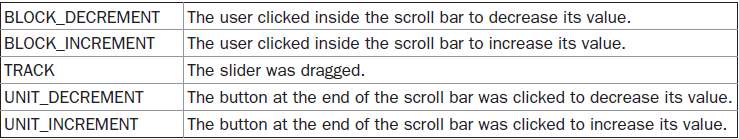 BLOCK_DECREMENT The user clicked inside the scroll bar to decrease its value.
BLOCK_INCREMENT The user clicked inside the scroll bar to increase its value.
TRACK The slider was dragged.
UNIT_DECREMENT The button at the end of the scroll bar was clicked to decrease its value.
UNIT_INCREMENT The button at the end of the scroll bar was clicked to increase its value.